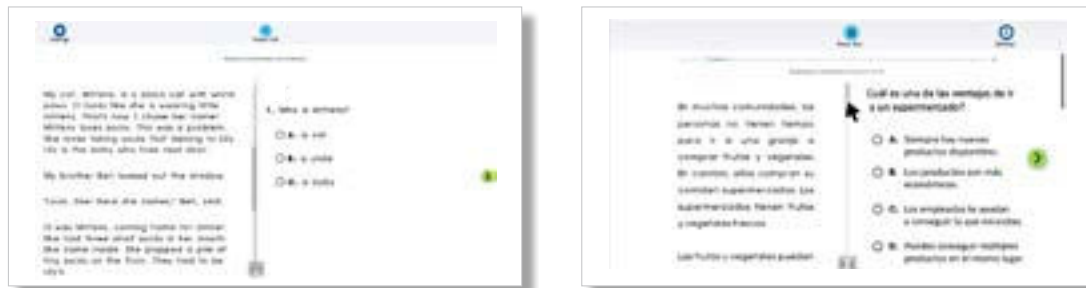 My cat, Mittens, is a black cat with white
paws. It looks like she is wearing little
mittens. That's how I chose her name!
Mittens loves socks. This was a problem.
She loves taking socks that belong to Lily.
Lily is the baby who lives next door.
My brother Ben looked out the window.
"Look, Dee! Here she comes," Ben, said.
It was Mittens, coming home for dinner.
She had three small socks in her mouth.
She came inside. She dropped a pile of
tiny socks on the floor. They had to be
Lily's.
1. Who is Mittens?
A. a cat
B. a uncle
C. a baby
En muchas comunidades, las
personas no tienen tiempo
para ir a una granja a
comprar frutas y vegetales.
En cambio, ellos compran su
comida en supermercados. Los
supermercados tienen frutas
y vegetales frescos.
Las frutas y vegetales pueden
Cuál es una de las ventajas de ir
a un supermercado?
A. Siempre hay nuevos
productos disponibles.
B. Los productos son más
económicos.
C. Los empleados te ayudan
a conseguir lo que necesitas.
D. Puedes conseguir múltiples
productos en el mismo lugar.